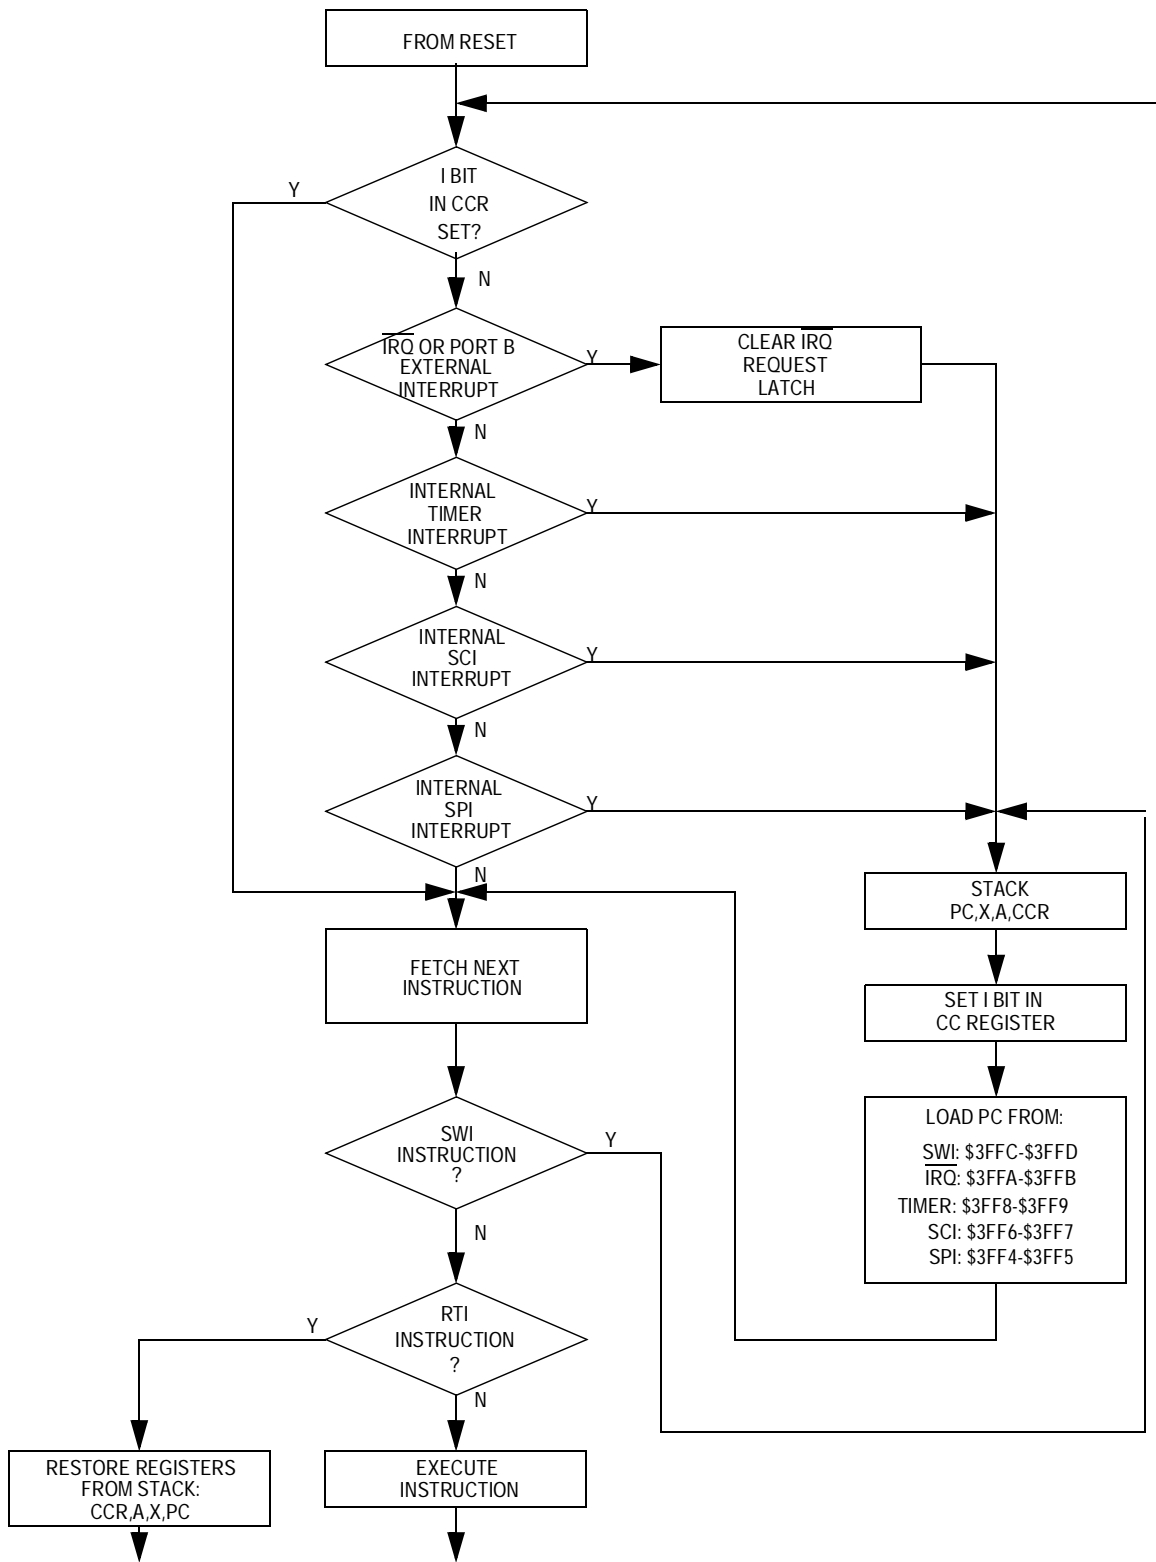 FROM RESET
I BIT
IN CCR
SET?
Y
N
IRQ OR PORT B
EXTERNAL
INTERRUPT
Y
CLEAR IRQ
REQUEST
LATCH
N
INTERNAL
TIMER
INTERRUPT
Y
N
INTERNAL
SCI
INTERRUPT
Y
N
INTERNAL
SPI
INTERRUPT
Y
N
STACK
PC,X,A,CCR
FETCH NEXT
INSTRUCTION
SET I BIT IN
CC REGISTER
LOAD PC FROM:
SWI: $3FFC-$3FFD
IRQ: $3FFA-$3FFB
TIMER: $3FF8-$3FF9
SCI: $3FF6-$3FF7
SPI: $3FF4-$3FF5
SWI
INSTRUCTION
?
Y
N
RTI
INSTRUCTION
?
Y
N
RESTORE REGISTERS
FROM STACK:
CCR,A,X,PC
EXECUTE
INSTRUCTION